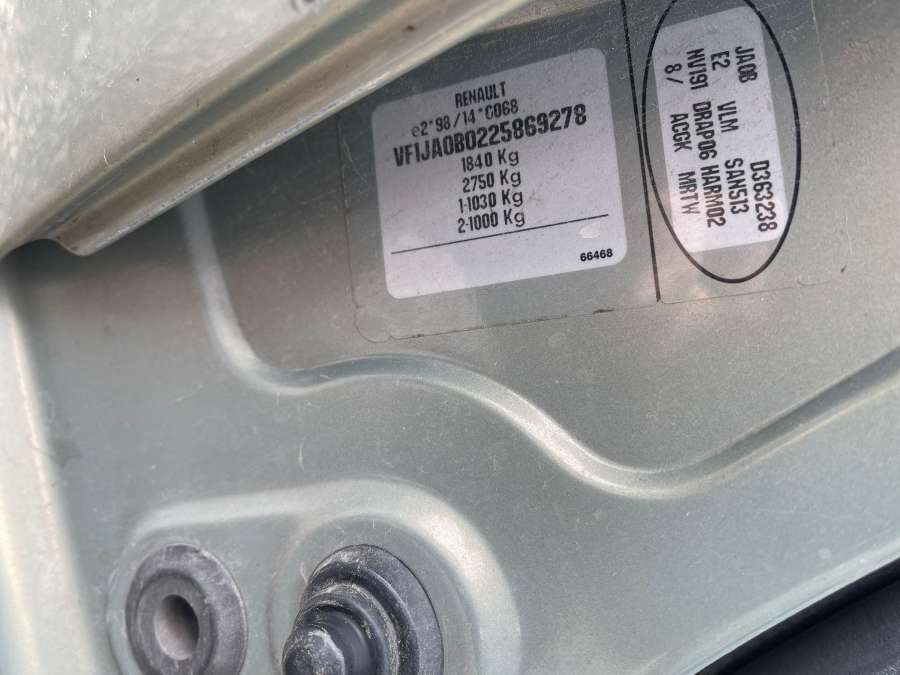 RENAULT
e2*98/14*0068
VF1JA0B0225869278
1840 Kg
2750 Kg
1-1030 Kg
2-1000 Kg
66468
JA0B VLM D363238
E2 SAN513
NV191 DRAP06 HARM02
8/ ACGK MRTW